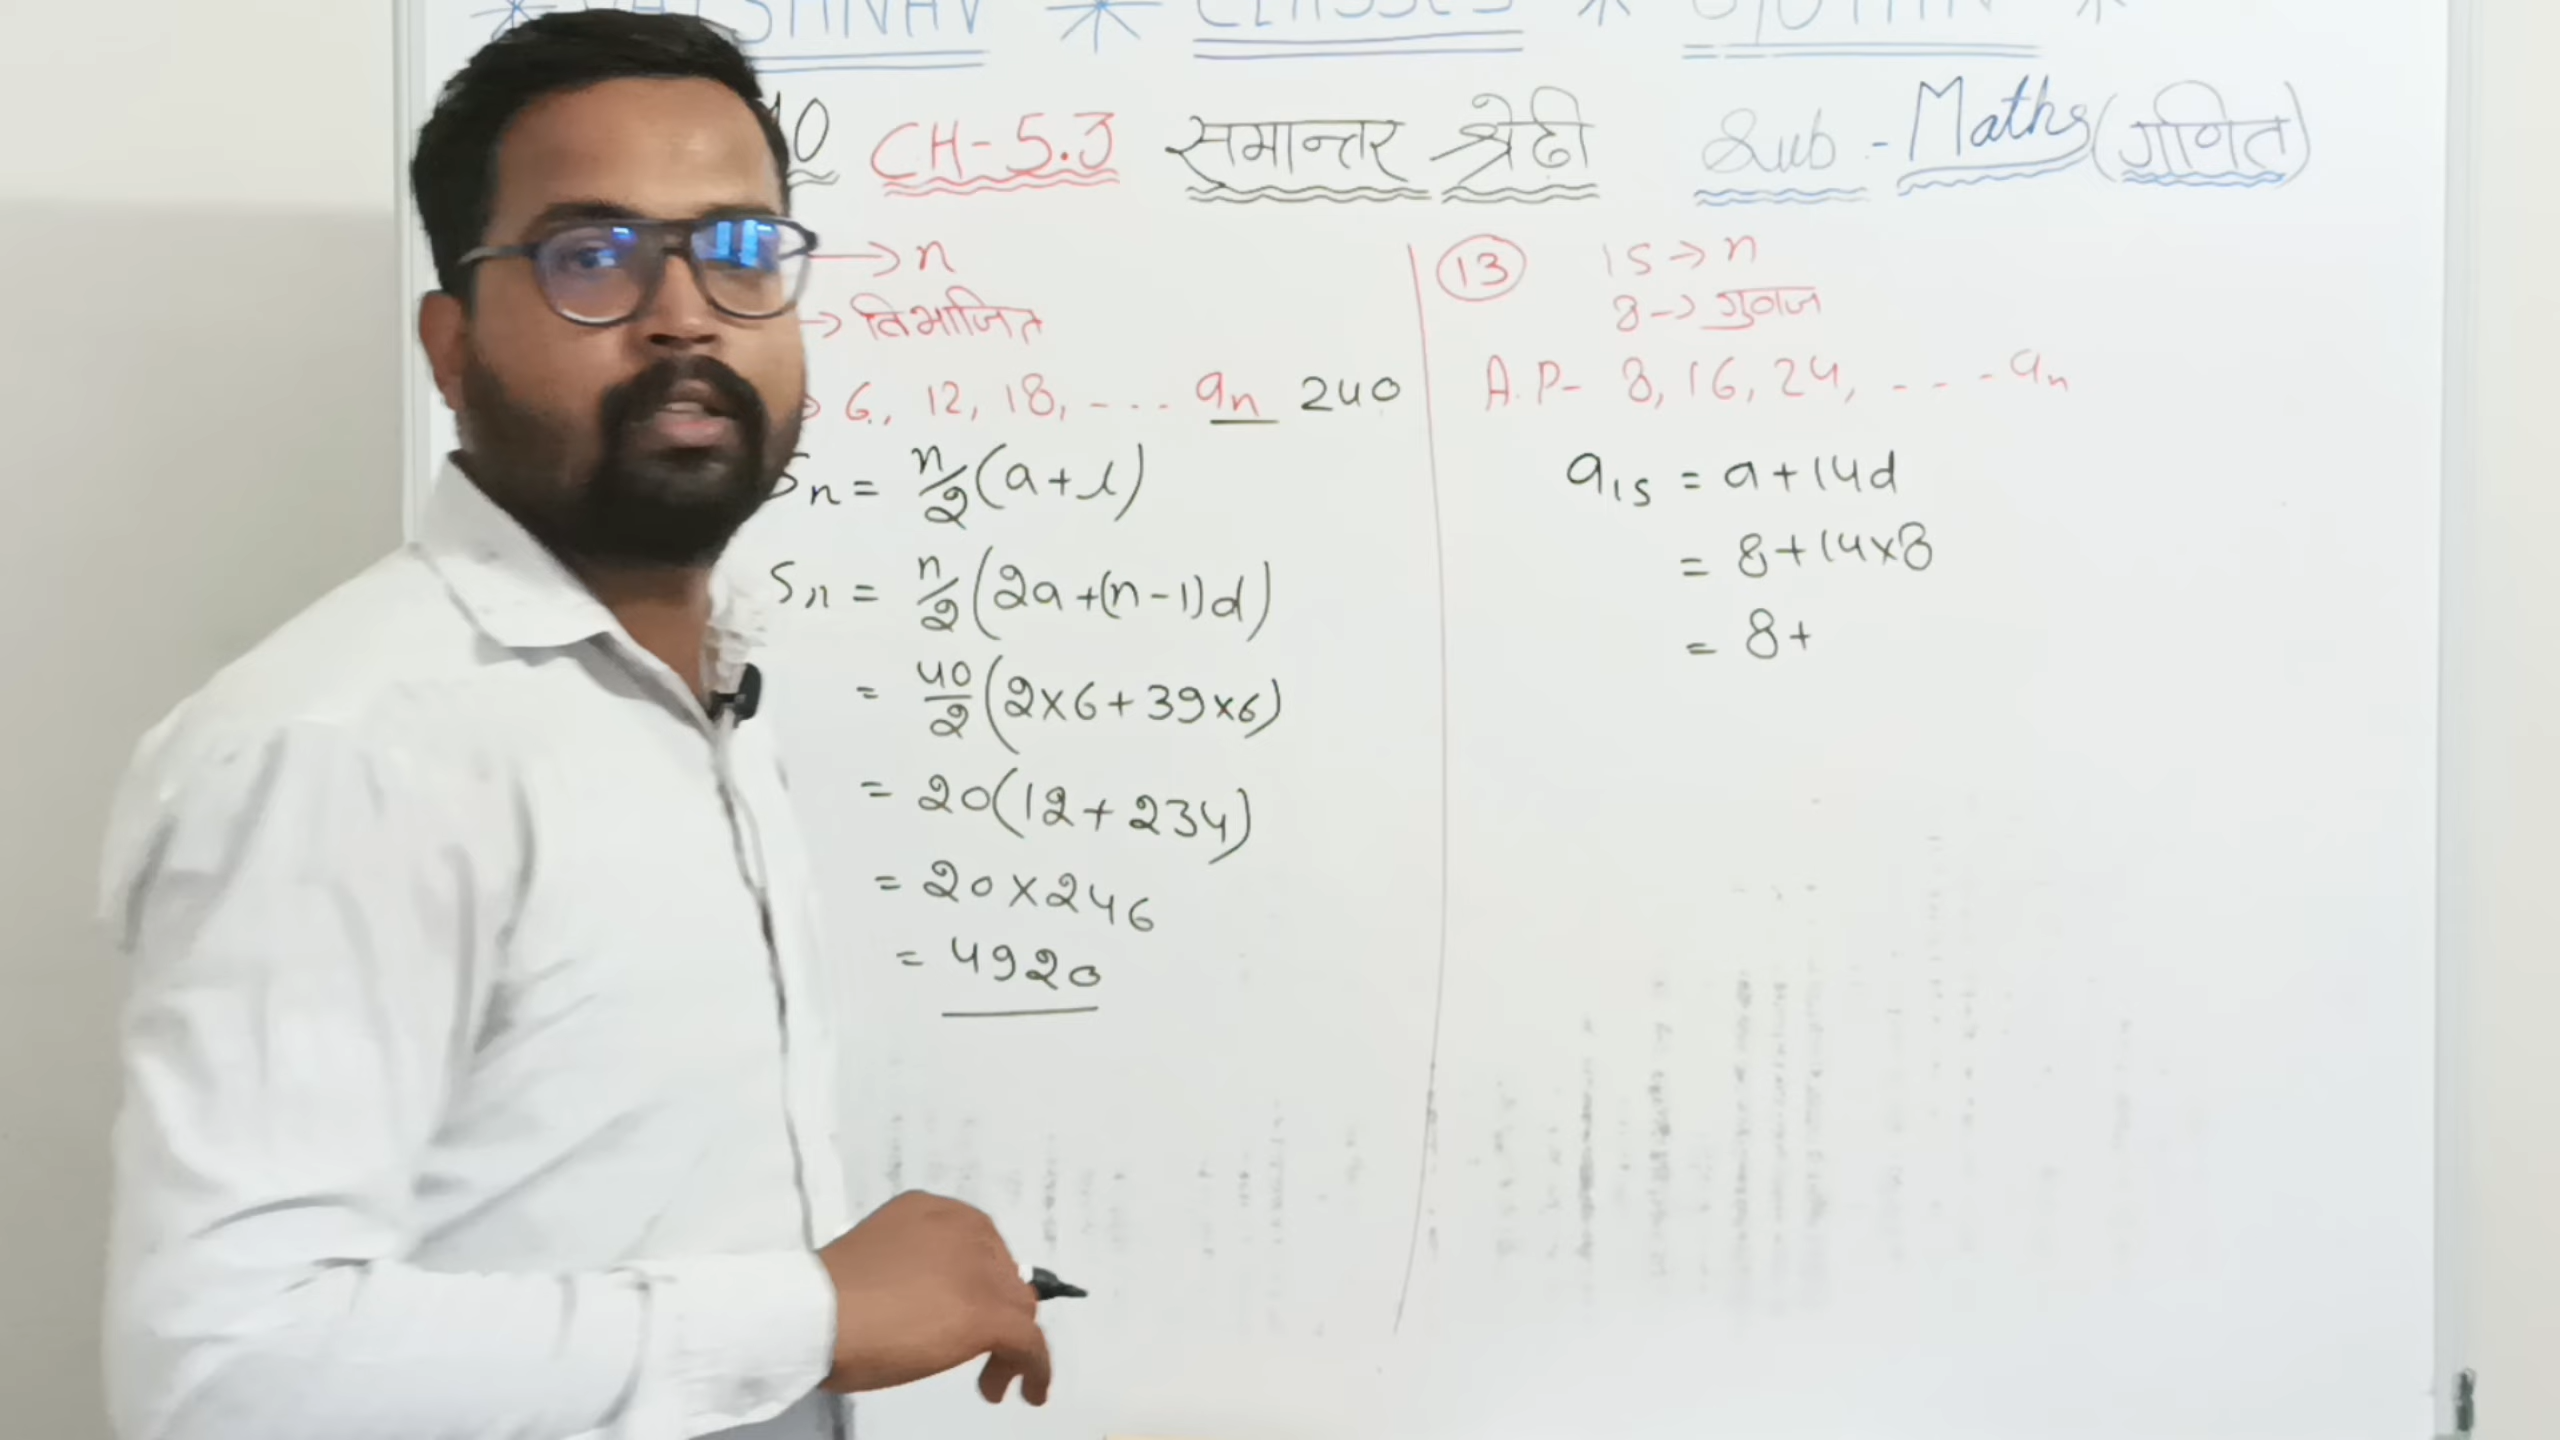 CLASSES
10 CH-5.3 समान्तर श्रेढी Sub - Maths (गणित)
→ n
→ विभाजित
6, 12, 18, - - - - an 240
Sn = n/2 (a + l)
Sn = n/2 (2a + (n-1)d)
= 40/2 (2×6 + 39×6)
= 20(12 + 234)
= 20 × 246
= 4920
13 15 → n
8 → गुणज
A.P- 8, 16, 24, - - - - an
a15 = a + 14d
= 8 + 14×8
= 8 +